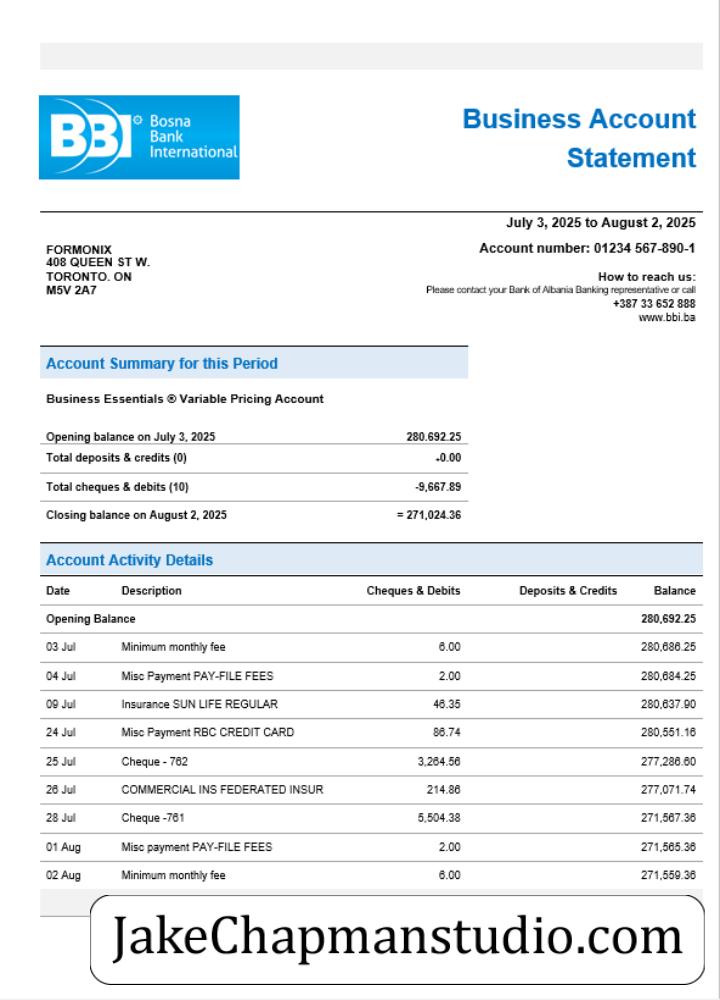 BBI Bosna
Bank
International
Business Account
Statement
July 3, 2025 to August 2, 2025
Account number: 01234 567-890-1
FORMONIX
408 QUEEN ST W.
TORONTO. ON
M5V 2A7
How to reach us:
Please contact your Bank of Albania Banking representative or call
+387 33 652 888
www.bbi.ba
Account Summary for this Period
Business Essentials ® Variable Pricing Account
Opening balance on July 3, 2025 280.692.25
Total deposits & credits (0) -0.00
Total cheques & debits (10) -9,667.89
Closing balance on August 2, 2025 = 271,024.36
Account Activity Details
Date Description Cheques & Debits Deposits & Credits Balance
Opening Balance 280,692.25
03 Jul Minimum monthly fee 6.00 280,686.25
04 Jul Misc Payment PAY-FILE FEES 2.00 280,684.25
09 Jul Insurance SUN LIFE REGULAR 46.35 280,637.90
24 Jul Misc Payment RBC CREDIT CARD 86.74 280,551.16
25 Jul Cheque - 762 3,264.56 277,286.60
26 Jul COMMERCIAL INS FEDERATED INSUR 214.86 277,071.74
28 Jul Cheque -761 5,504.38 271,567.36
01 Aug Misc payment PAY-FILE FEES 2.00 271,565.36
02 Aug Minimum monthly fee 6.00 271,559.36
JakeChapmanstudio.com